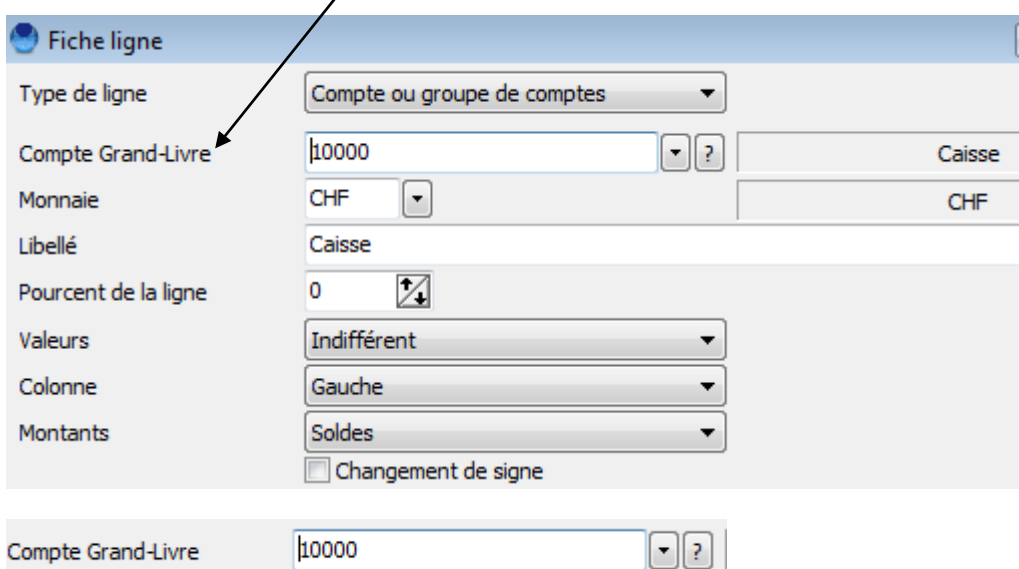 Fiche ligne
Type de ligne Compte ou groupe de comptes
Compte Grand-Livre 10000 ? Caisse
Monnaie CHF CHF
Libellé Caisse
Pourcent de la ligne 0
Valeurs Indifférent
Colonne Gauche
Montants Soldes
Changement de signe
Compte Grand-Livre 10000 ?